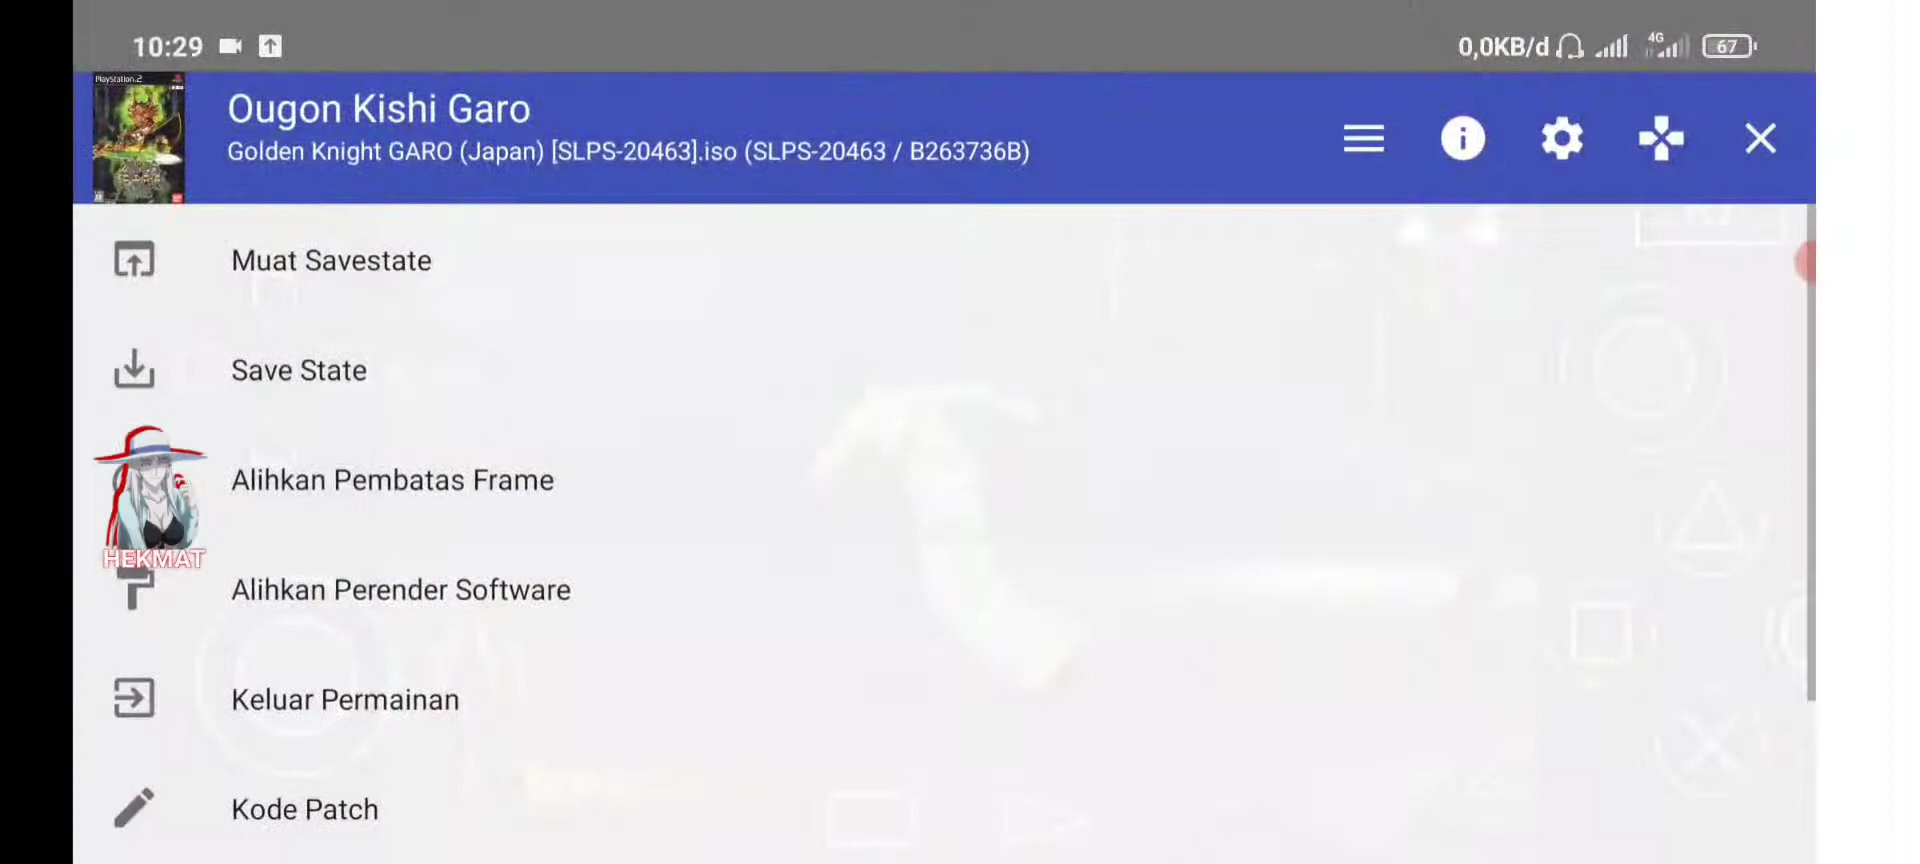 10:29
0,0KB/d 4G 67
PlayStation.2
Ougon Kishi Garo
Golden Knight GARO (Japan) [SLPS-20463].iso (SLPS-20463 / B263736B)
Muat Savestate
Save State
Alihkan Pembatas Frame
HEKMAT
Alihkan Perender Software
Keluar Permainan
Kode Patch